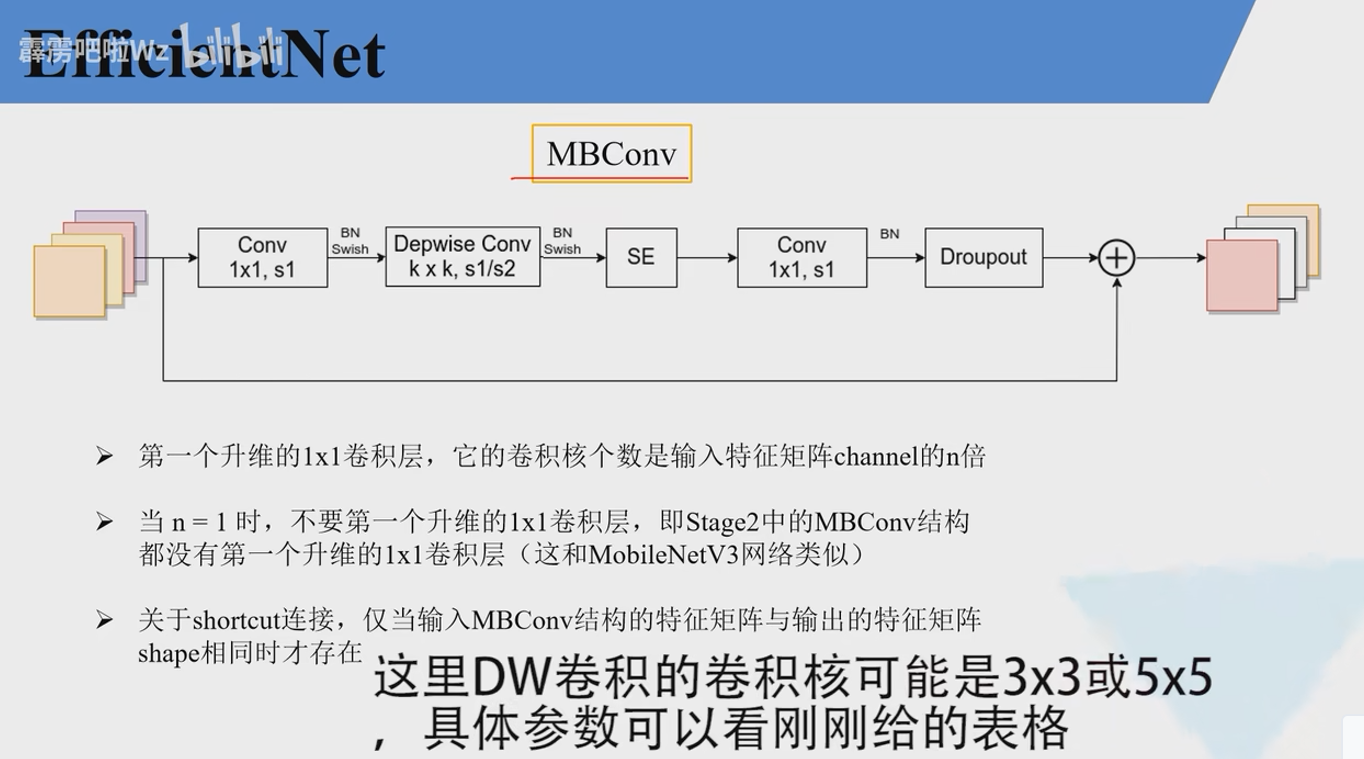 EfficientNet
霹雳吧啦Wz bilibili
MBConv
Conv
1x1, s1
BN
Swish
Depwise Conv
k x k, s1/s2
BN
Swish
SE
Conv
1x1, s1
BN
Droupout
第一个升维的1x1卷积层，它的卷积核个数是输入特征矩阵channel的n倍
当 n = 1 时，不要第一个升维的1x1卷积层，即Stage2中的MBConv结构
都没有第一个升维的1x1卷积层（这和MobileNetV3网络类似）
关于shortcut连接，仅当输入MBConv结构的特征矩阵与输出的特征矩阵
shape相同时才存在
这里DW卷积的卷积核可能是3x3或5x5
，具体参数可以看刚刚给的表格